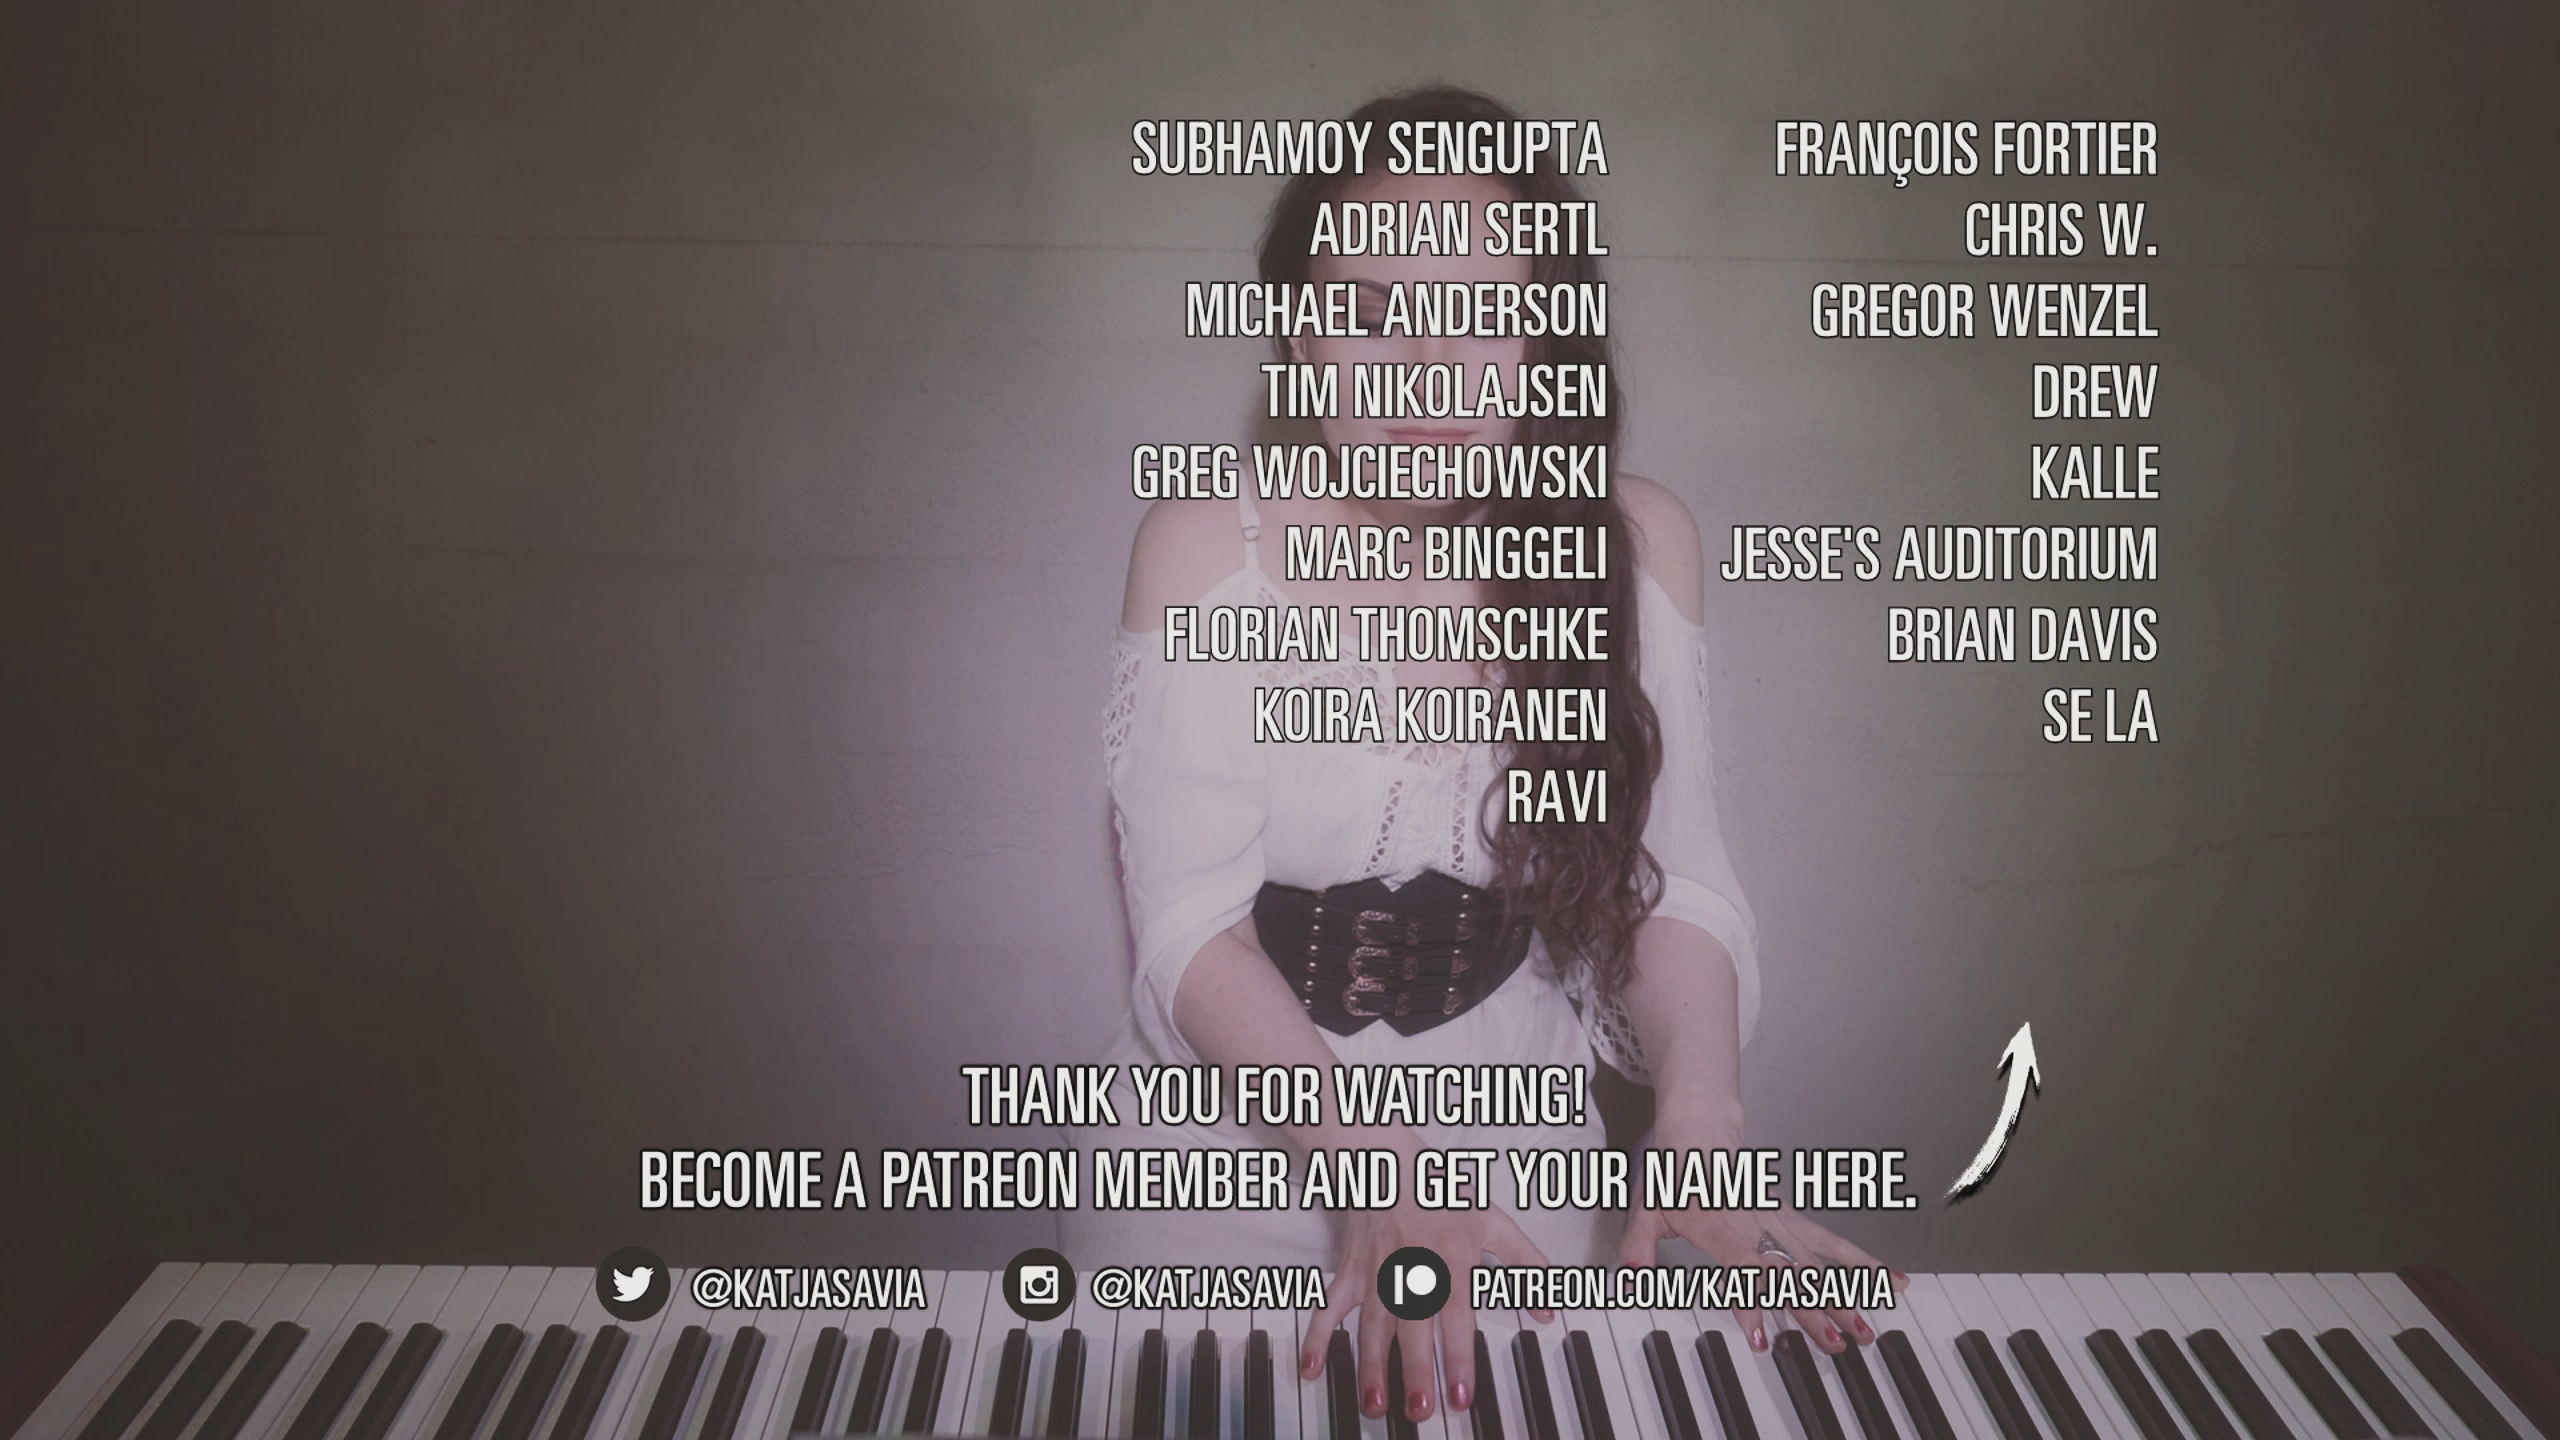 SUBHAMOY SENGUPTA
ADRIAN SERTL
MICHAEL ANDERSON
TIM NIKOLAJSEN
GREG WOJCIECHOWSKI
MARC BINGGELI
FLORIAN THOMSCHKE
KOIRA KOIRANEN
RAVI
FRANÇOIS FORTIER
CHRIS W.
GREGOR WENZEL
DREW
KALLE
JESSE'S AUDITORIUM
BRIAN DAVIS
SE LA
THANK YOU FOR WATCHING!
BECOME A PATREON MEMBER AND GET YOUR NAME HERE.
@KATJASAVIA @KATJASAVIA PATREON.COM/KATJASAVIA